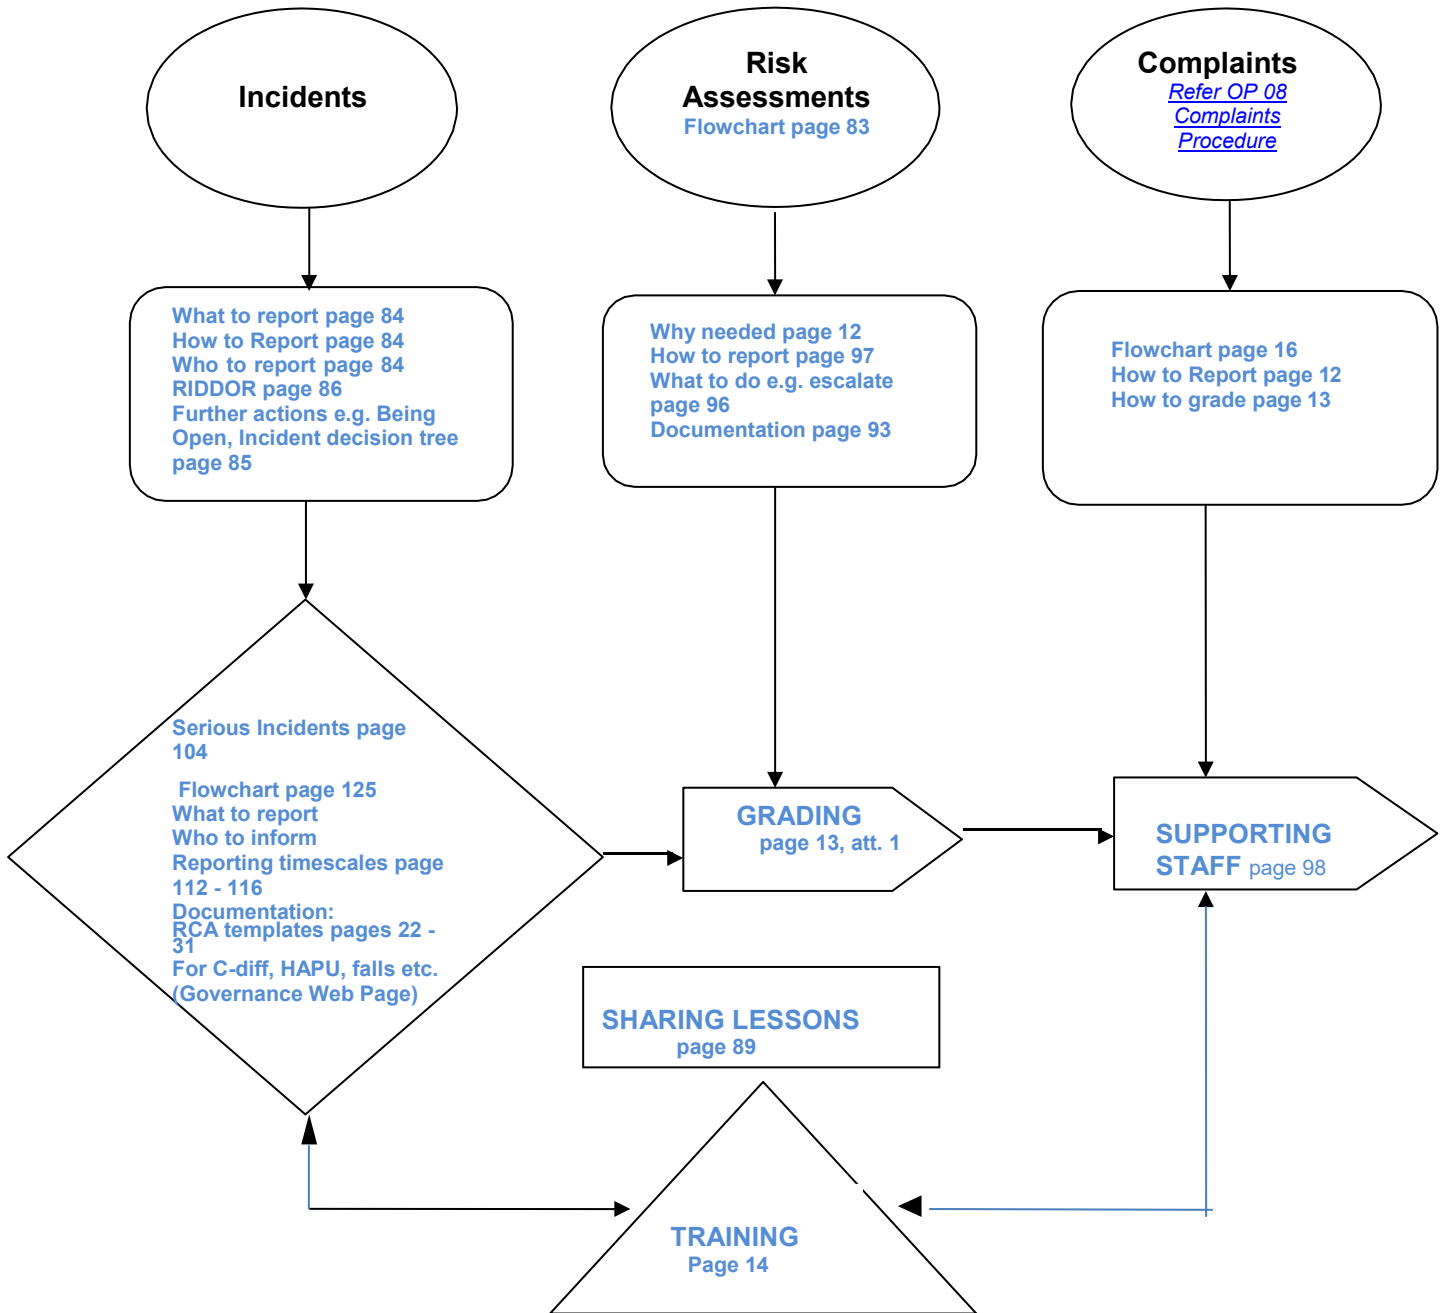 Incidents
Risk
Assessments
Flowchart page 83
Complaints
Refer OP 08
Complaints
Procedure
What to report page 84
How to Report page 84
Who to report page 84
RIDDOR page 86
Further actions e.g. Being
Open, Incident decision tree
page 85
Why needed page 12
How to report page 97
What to do e.g. escalate
page 96
Documentation page 93
Flowchart page 16
How to Report page 12
How to grade page 13
Serious Incidents page
104
Flowchart page 125
What to report
Who to inform
Reporting timescales page
112 - 116
Documentation:
RCA templates pages 22 -
31
For C-diff, HAPU, falls etc.
(Governance Web Page)
GRADING
page 13, att. 1
SUPPORTING
STAFF page 98
SHARING LESSONS
page 89
TRAINING
Page 14